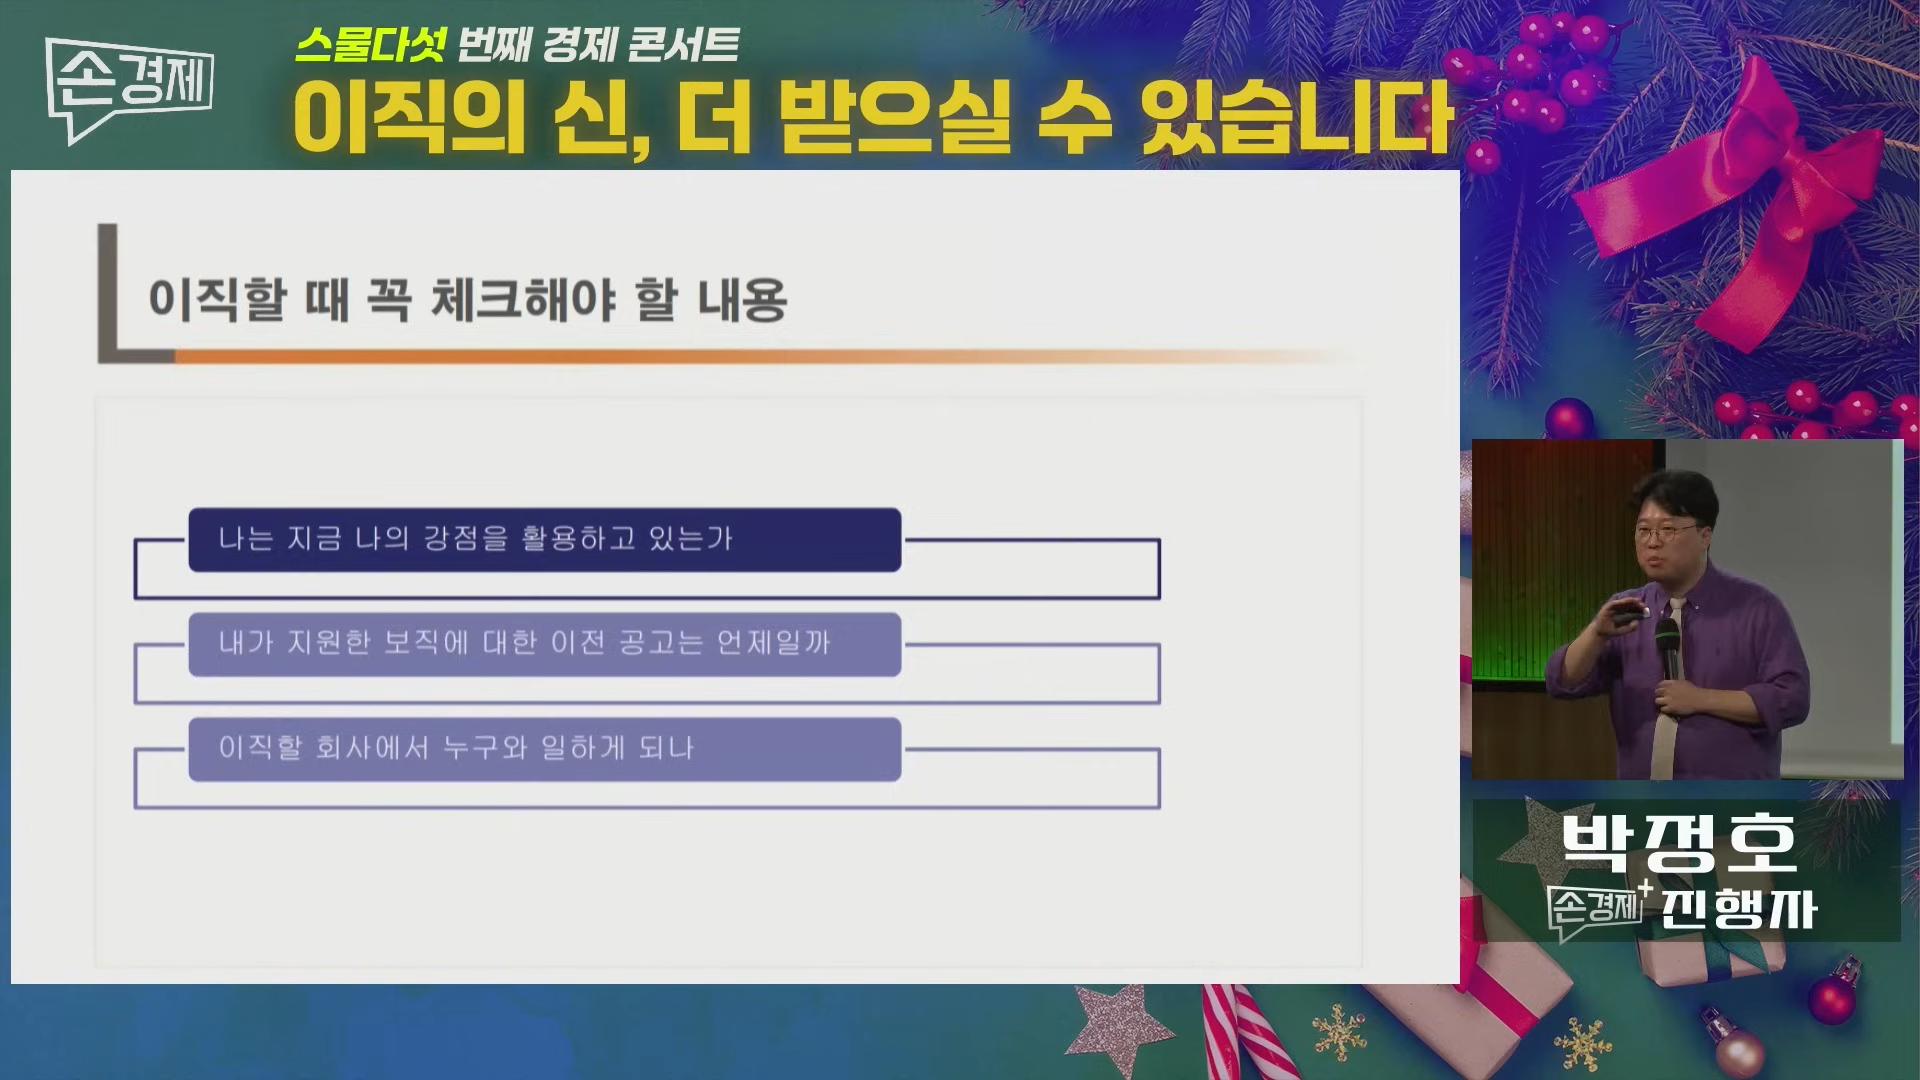 손경제
스물다섯 번째 경제 콘서트
이직의 신, 더 받으실 수 있습니다
이직할 때 꼭 체크해야 할 내용
나는 지금 나의 강점을 활용하고 있는가
내가 지원한 보직에 대한 이전 공고는 언제일까
이직할 회사에서 누구와 일하게 되나
박정호
손경제+ 진행자